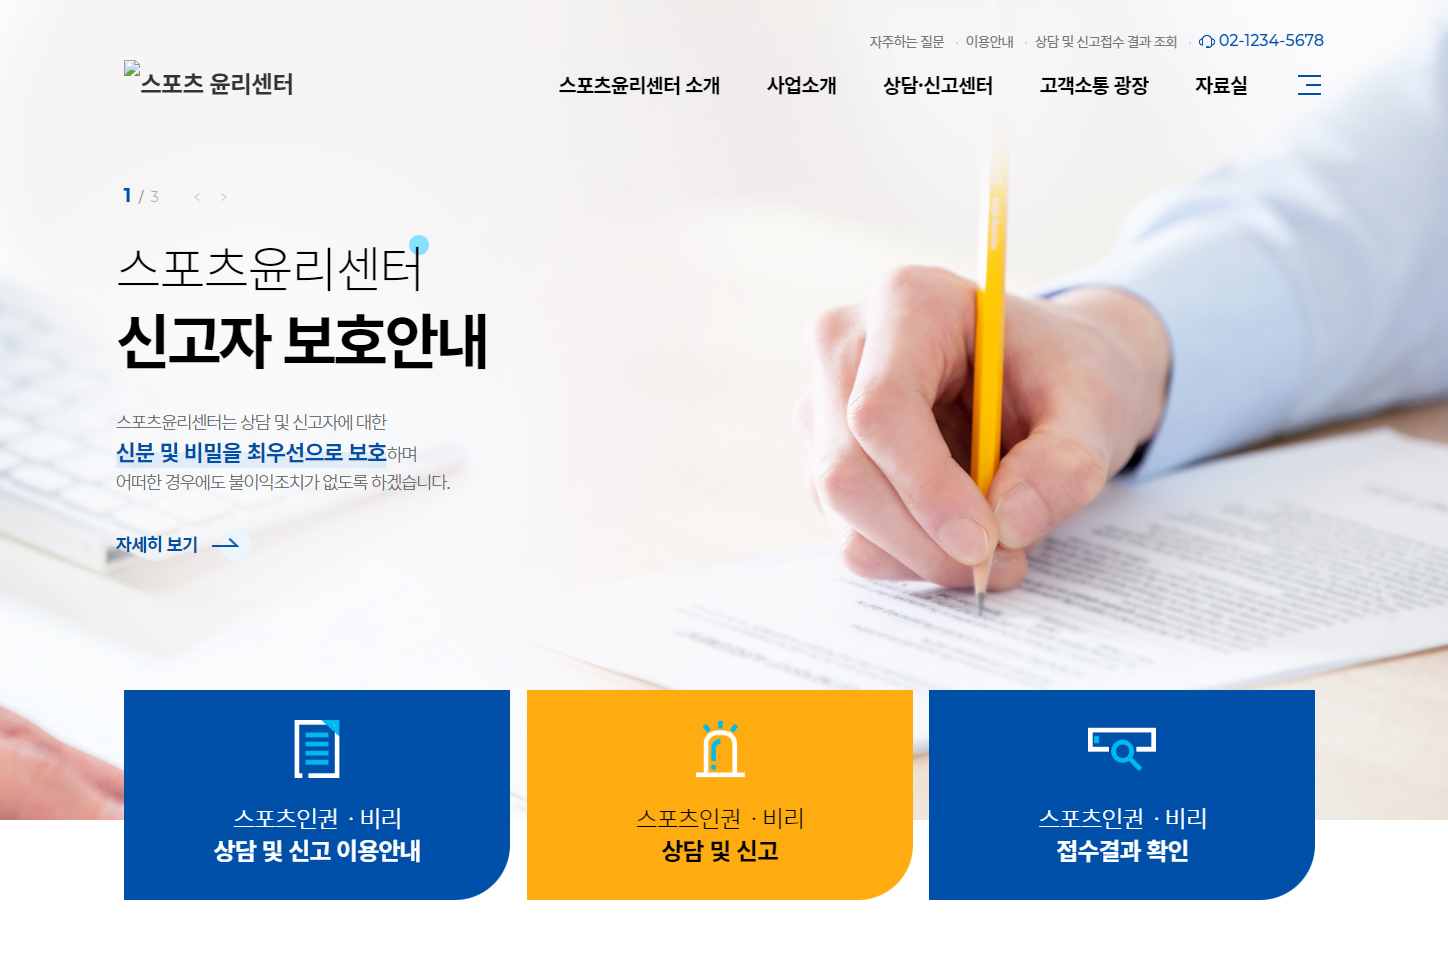 자주하는 질문 · 이용안내 · 상담 및 신고접수 결과 조회 · 02-1234-5678
스포츠 윤리센터
스포츠윤리센터 소개 사업소개 상담·신고센터 고객소통 광장 자료실
1 / 3 < >
스포츠윤리센터
신고자 보호안내
스포츠윤리센터는 상담 및 신고자에 대한
신분 및 비밀을 최우선으로 보호하며
어떠한 경우에도 불이익조치가 없도록 하겠습니다.
자세히 보기
스포츠인권 · 비리
상담 및 신고 이용안내
스포츠인권 · 비리
상담 및 신고
스포츠인권 · 비리
접수결과 확인